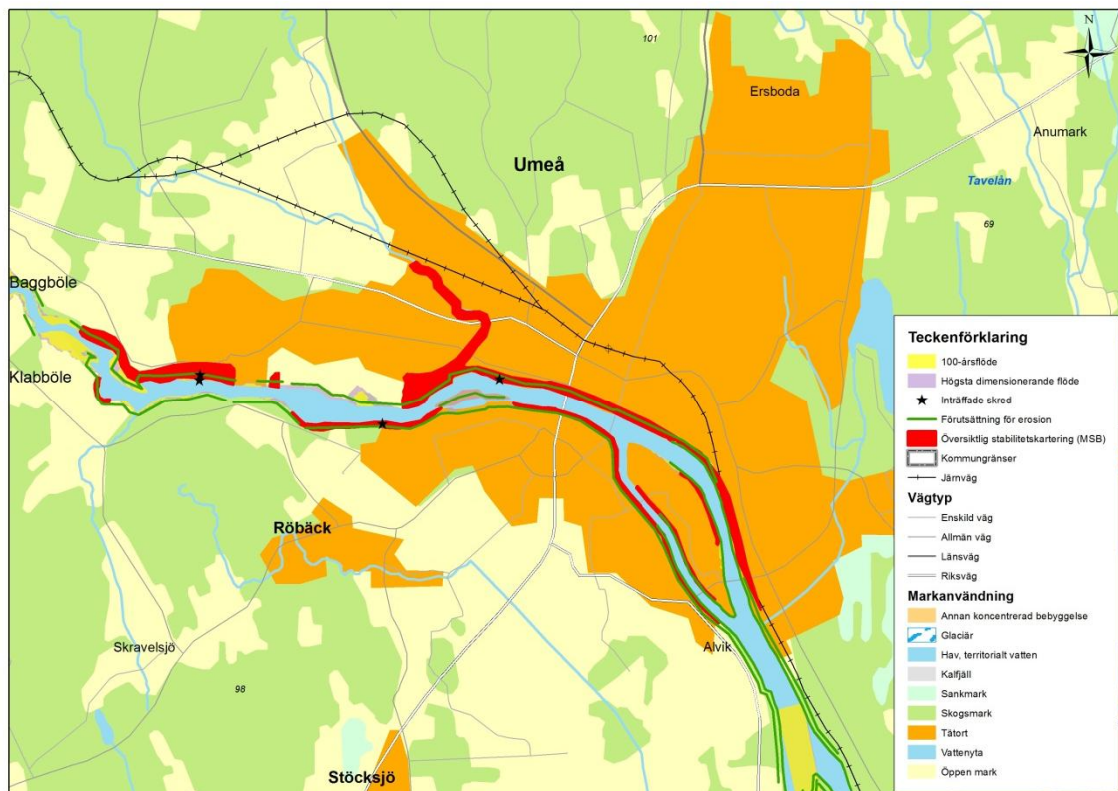 N
101
Ersboda
Umeå
Anumark
Tavelån
69
Baggböle
Klabböle
Röbäck
Skravelsjö
98
Alvik
Stöcksjö
Teckenförklaring
100-årsflöde
Högsta dimensionerande flöde
Inträffade skred
Förutsättning för erosion
Översiktlig stabilitetskartering (MSB)
Kommungränser
Järnväg
Vägtyp
Enskild väg
Allmän väg
Länsväg
Riksväg
Markanvändning
Annan koncentrerad bebyggelse
Glaciär
Hav, territorialt vatten
Kalfjäll
Sankmark
Skogsmark
Tätort
Vattenyta
Öppen mark